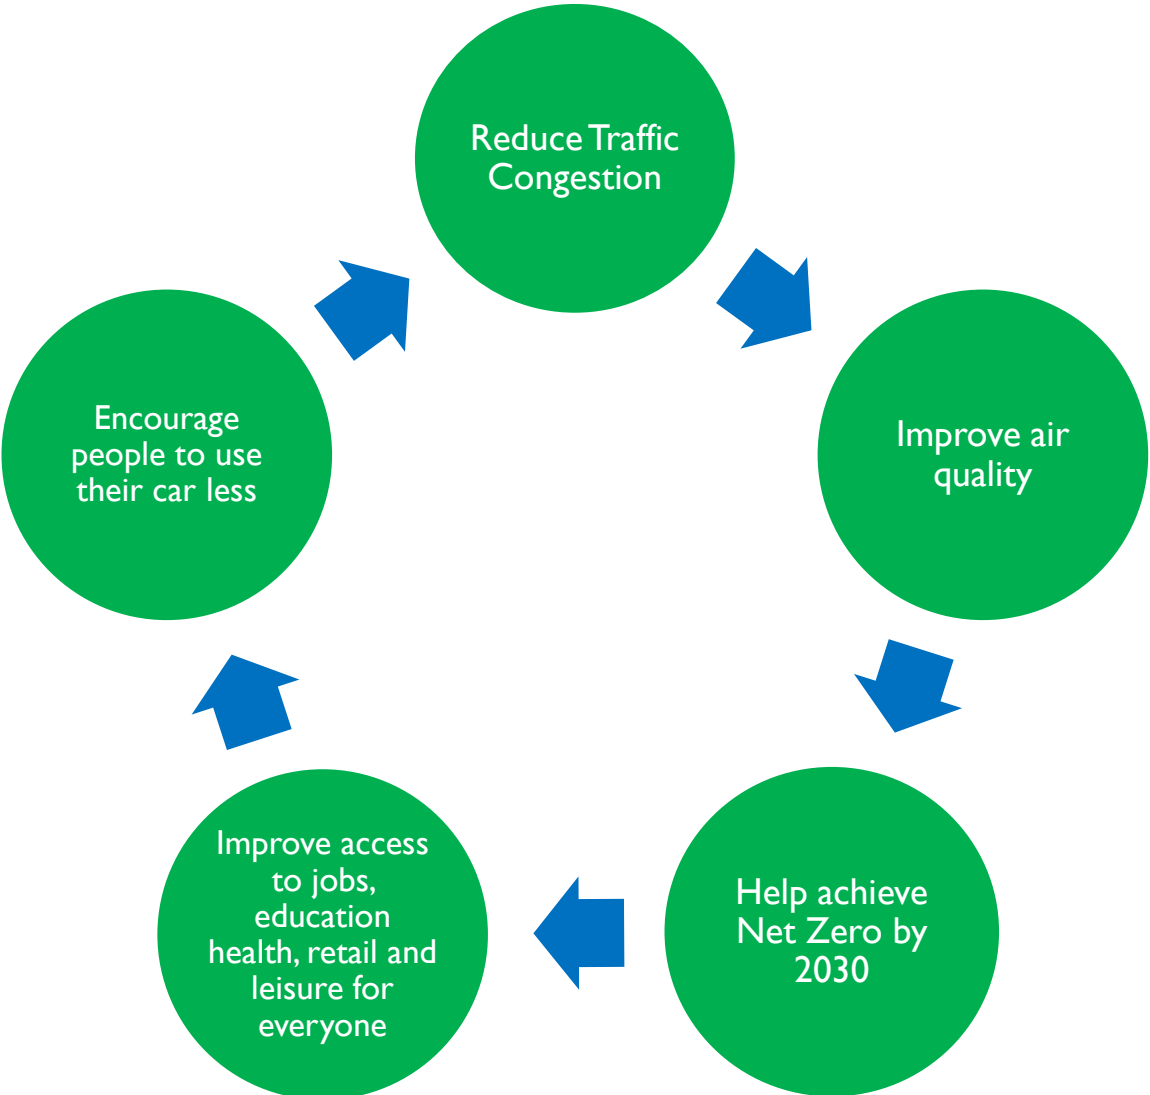 Reduce Traffic
Congestion
Improve air
quality
Help achieve
Net Zero by
2030
Improve access
to jobs,
education
health, retail and
leisure for
everyone
Encourage
people to use
their car less